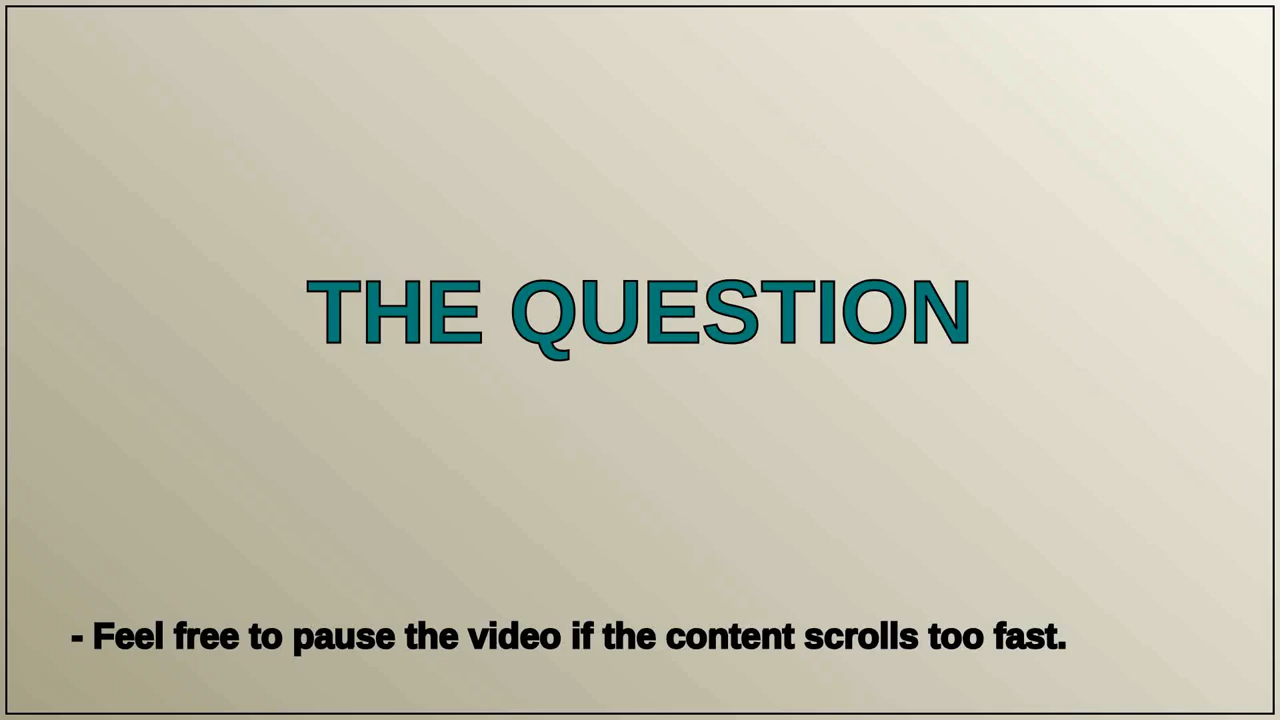 THE QUESTION
- Feel free to pause the video if the content scrolls too fast.